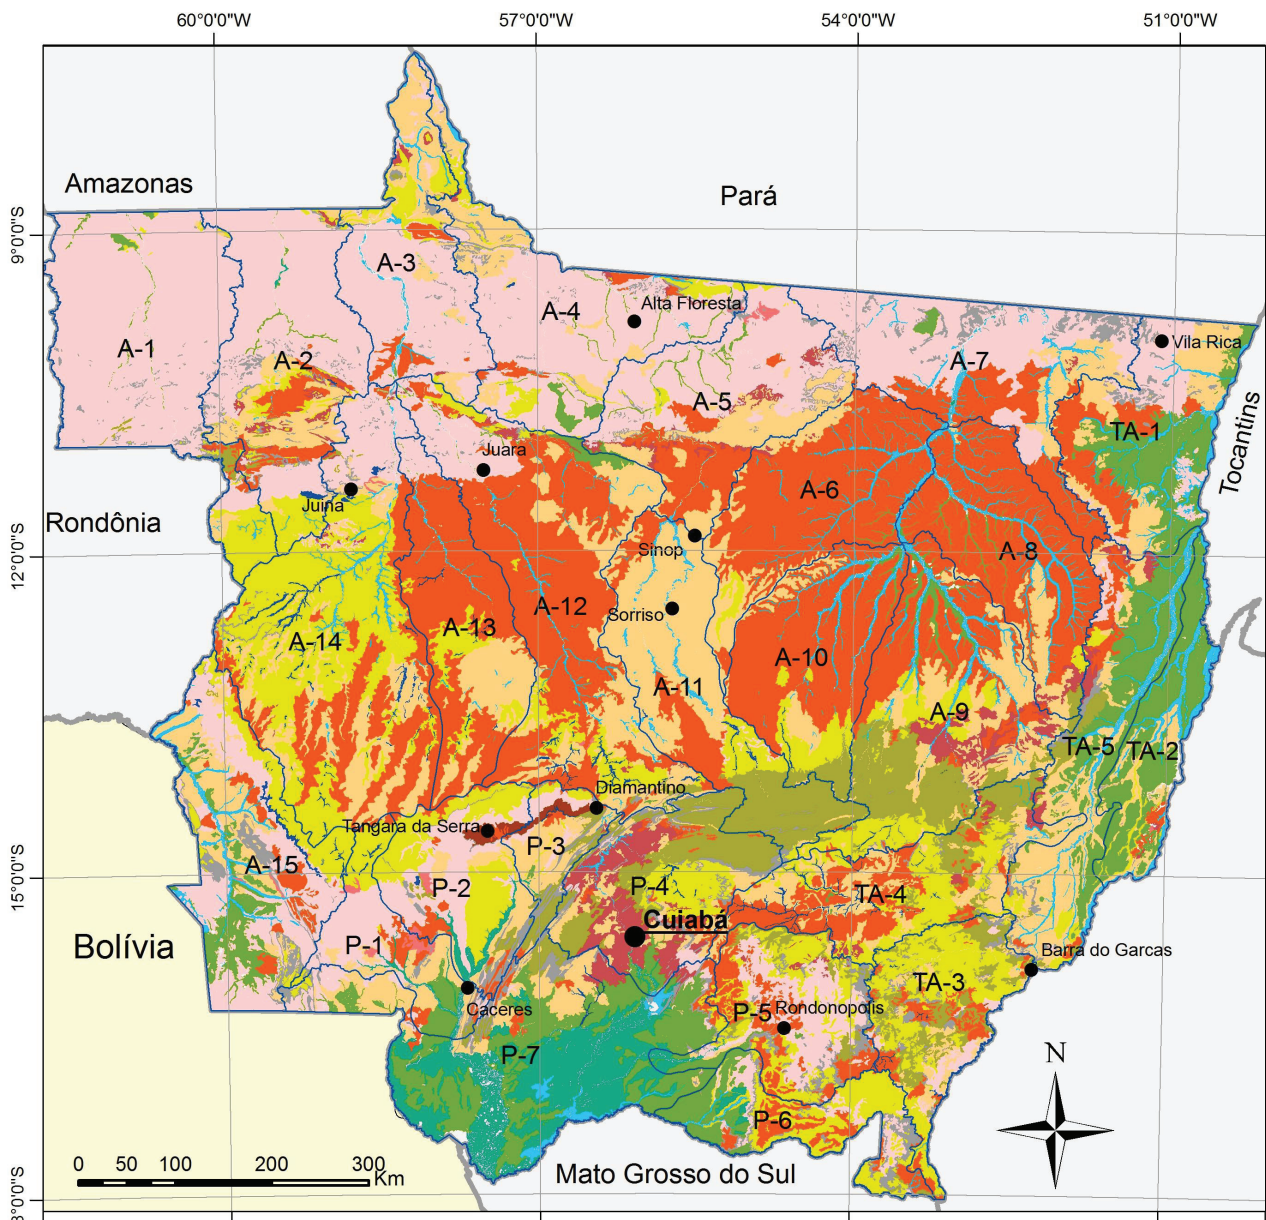 60°0'0"W
57°0'0"W
54°0'0"W
51°0'0"W
Amazonas
Pará
9°0'0"S
A-3
A-4
Alta Floresta
A-1
A-2
A-7
Vila Rica
A-5
TA-1
Tocantins
Juara
A-6
Juina
Rondônia
Sinop
12°0'0"S
A-8
A-12
Sorriso
A-13
A-14
A-10
A-11
A-9
TA-5
TA-2
Diamantino
Tangara da Serra
P-3
A-15
15°0'0"S
P-2
P-4
TA-4
Cuiabá
Bolívia
P-1
Barra do Garcas
TA-3
Caceres
P-5
Rondonopolis
P-7
N
P-6
0 50 100 200 300
Km
Mato Grosso do Sul
8°0'0"S